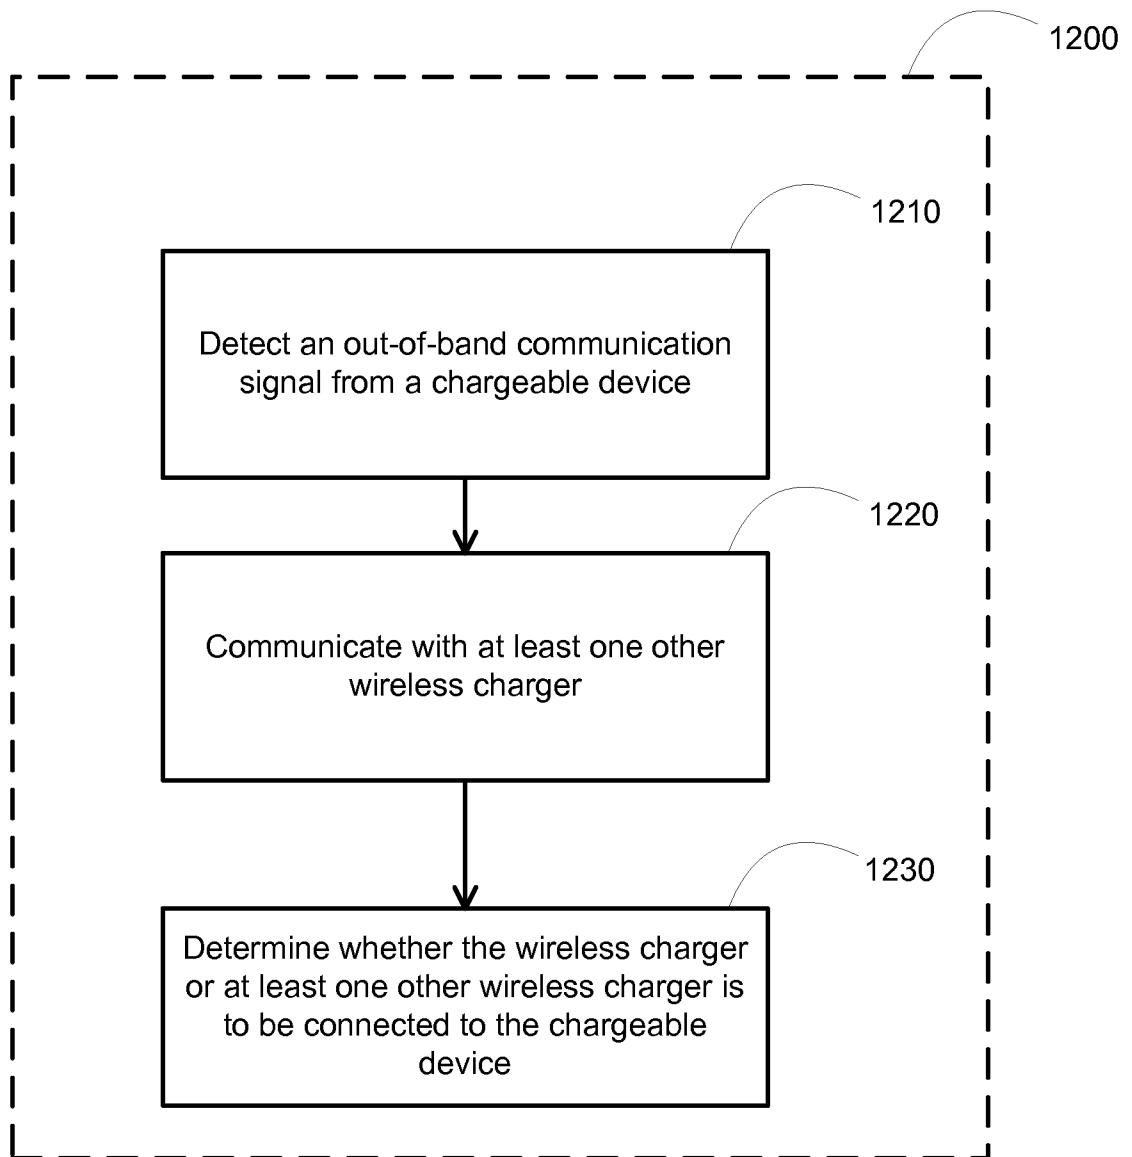 1200
1210
Detect an out-of-band communication
signal from a chargeable device
1220
Communicate with at least one other
wireless charger
1230
Determine whether the wireless charger
or at least one other wireless charger is
to be connected to the chargeable
device